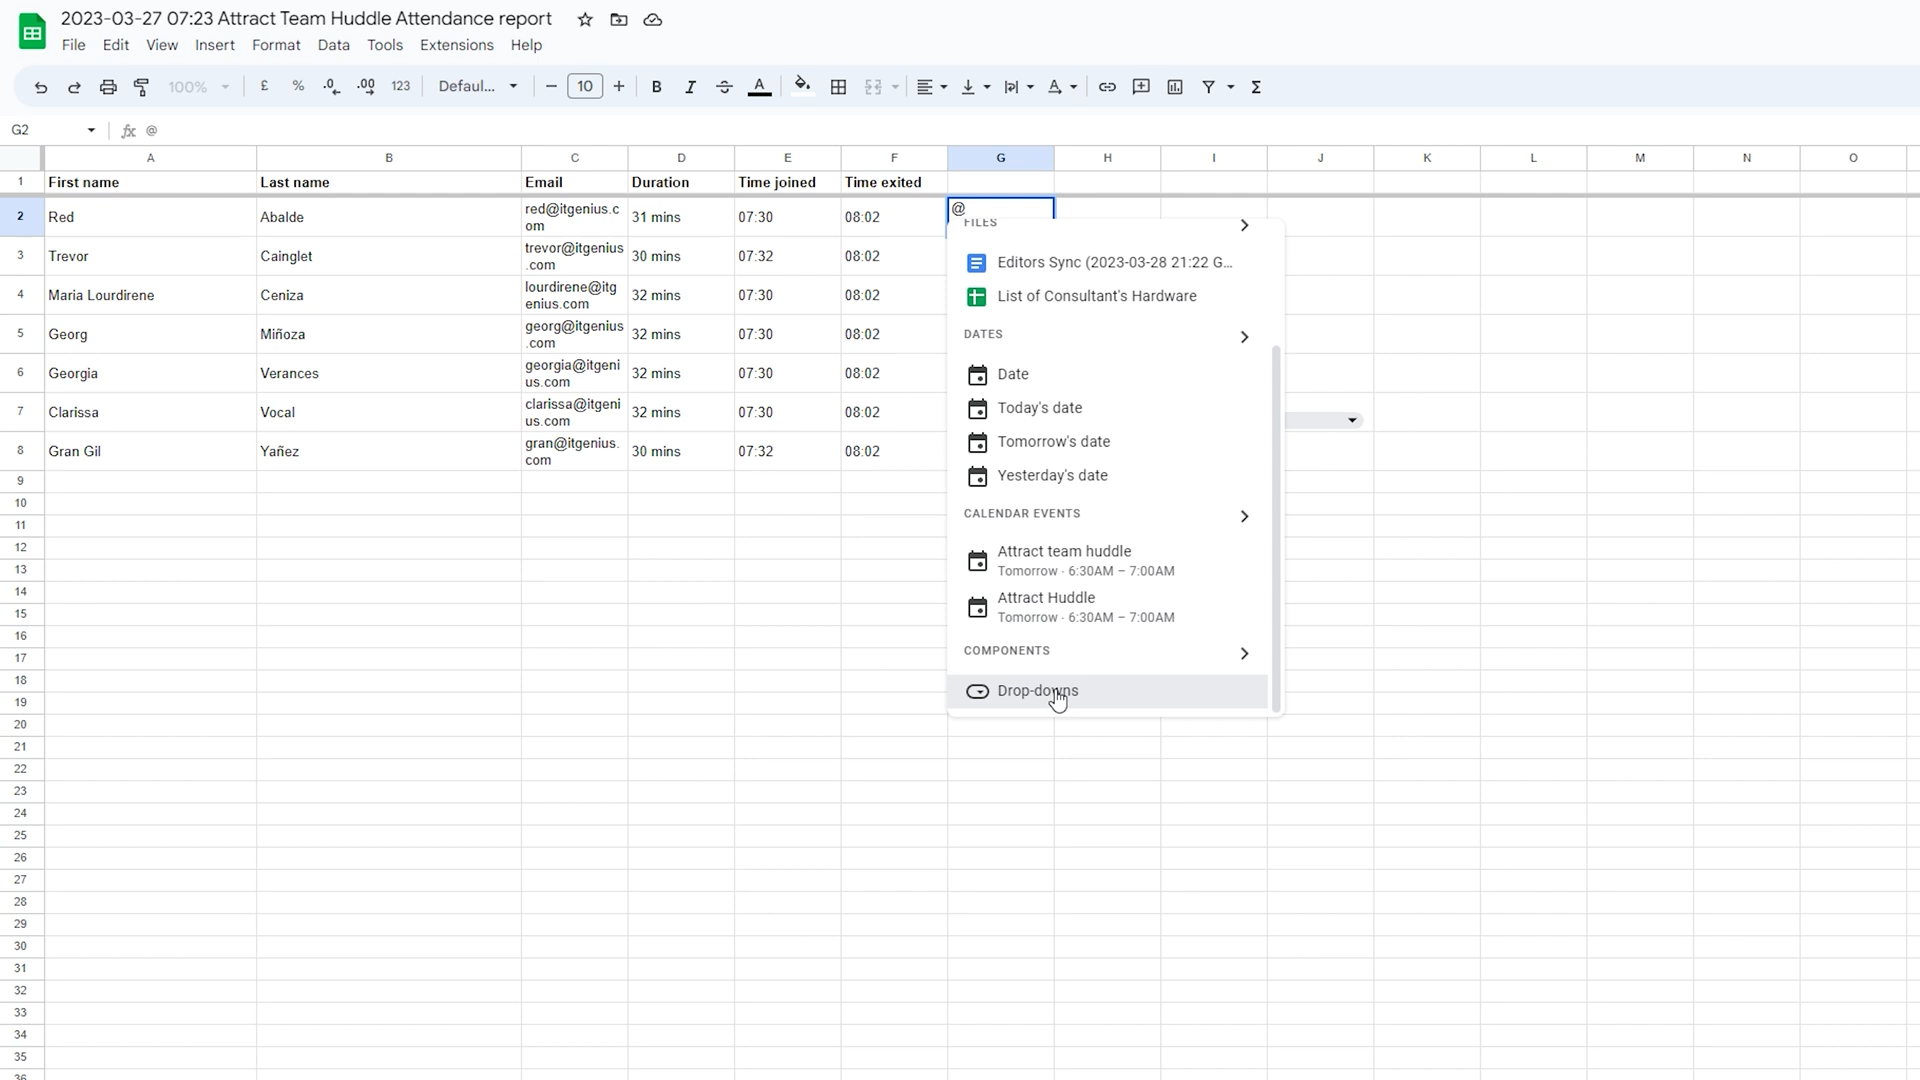 2023-03-27 07:23 Attract Team Huddle Attendance report
File Edit View Insert Format Data Tools Extensions Help
100% £ % .0 .00 123 Defaul... 10 B I A Σ
G2 fx @
A B C D E F G H I J K L M N O
1 First name Last name Email Duration Time joined Time exited
2 Red Abalde red@itgenius.c
om 31 mins 07:30 08:02 @
3 Trevor Cainglet trevor@itgenius
.com 30 mins 07:32 08:02
4 Maria Lourdirene Ceniza lourdirene@itg
enius.com 32 mins 07:30 08:02
5 Georg Miñoza georg@itgenius
.com 32 mins 07:30 08:02
6 Georgia Verances georgia@itgeni
us.com 32 mins 07:30 08:02
7 Clarissa Vocal clarissa@itgeni
us.com 32 mins 07:30 08:02
8 Gran Gil Yañez gran@itgenius.
com 30 mins 07:32 08:02
9
10
11
12
13
14
15
16
17
18
19
20
21
22
23
24
25
26
27
28
29
30
31
32
33
34
35
36
FILES
Editors Sync (2023-03-28 21:22 G...
List of Consultant's Hardware
DATES
Date
Today's date
Tomorrow's date
Yesterday's date
CALENDAR EVENTS
Attract team huddle
Tomorrow · 6:30AM – 7:00AM
Attract Huddle
Tomorrow · 6:30AM – 7:00AM
COMPONENTS
Drop-downs